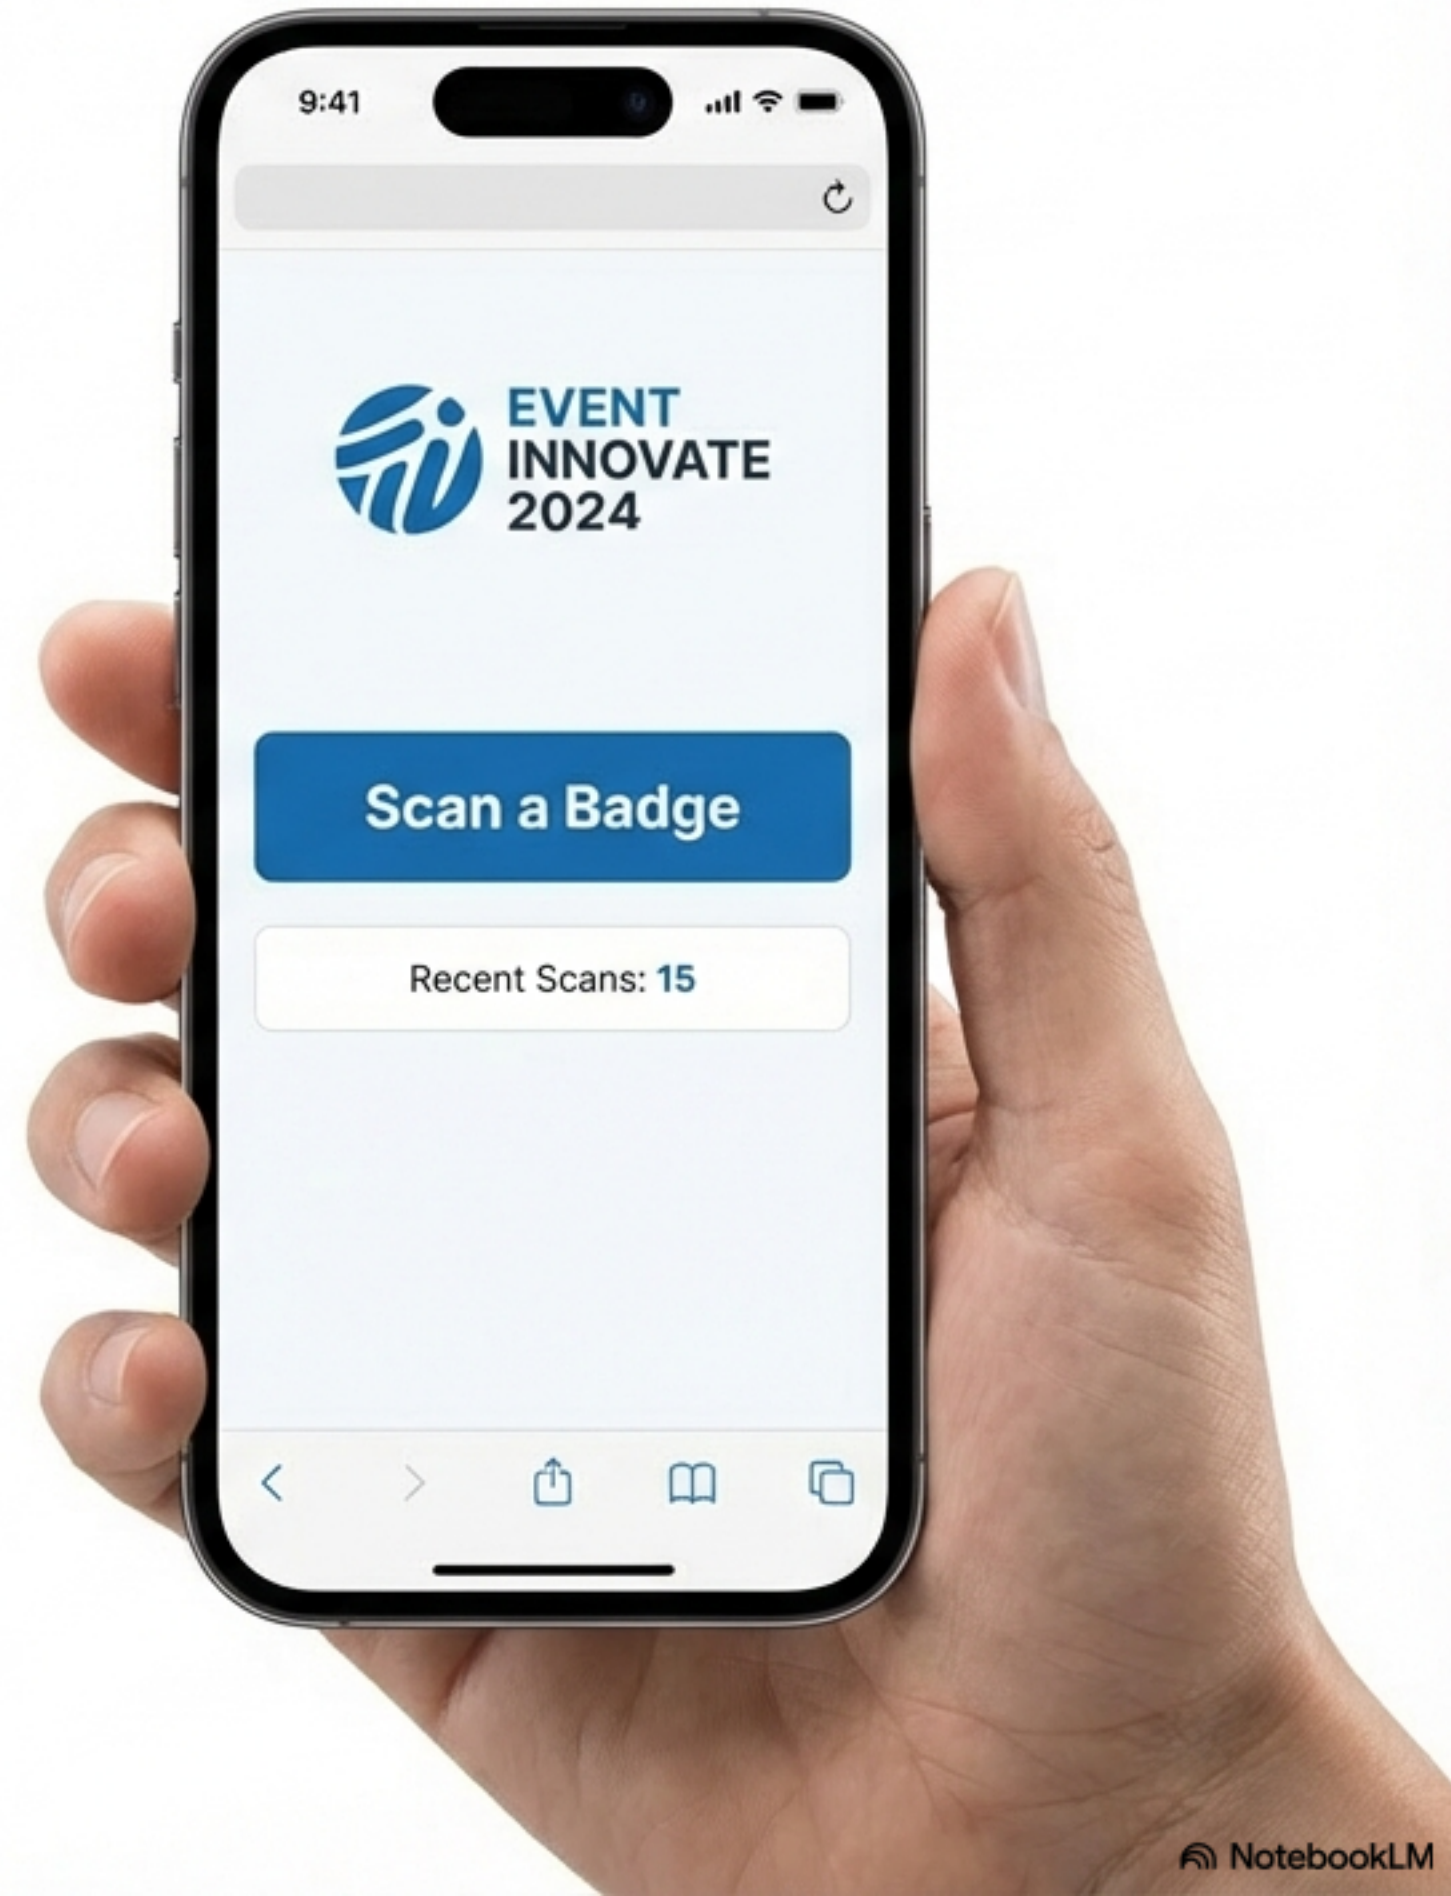 9:41
EVENT
INNOVATE
2024
Scan a Badge
Recent Scans: 15
NotebookLM